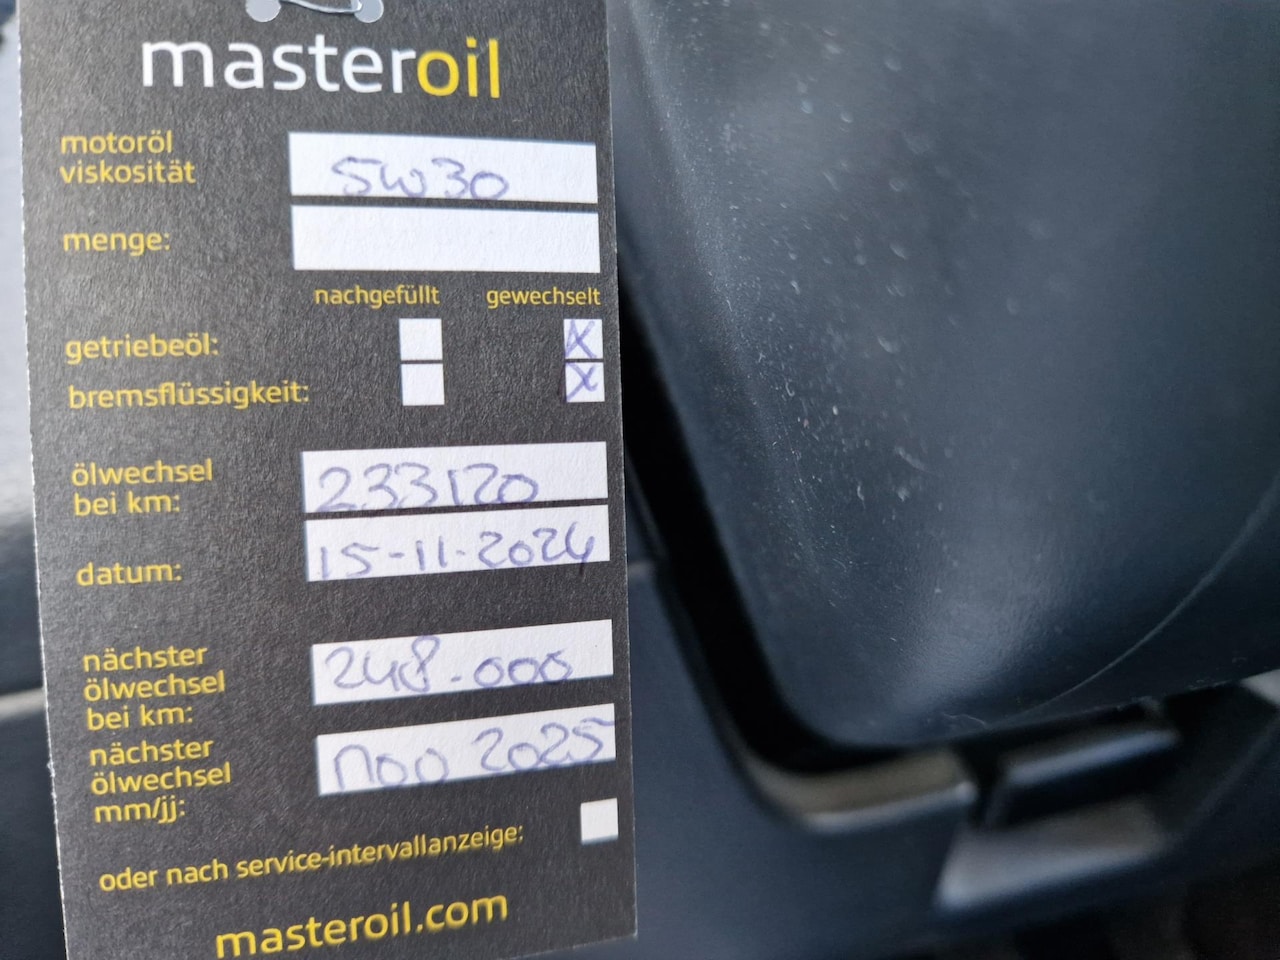 masteroil
motoröl
viskosität
5W30
menge:
nachgefüllt gewechselt
getriebeöl: X
bremsflüssigkeit: X
ölwechsel
bei km:
233120
datum: 15-11-2024
nächster
ölwechsel
bei km:
248.000
nächster
ölwechsel
mm/jj:
nov 2025
oder nach service-intervallanzeige:
masteroil.com